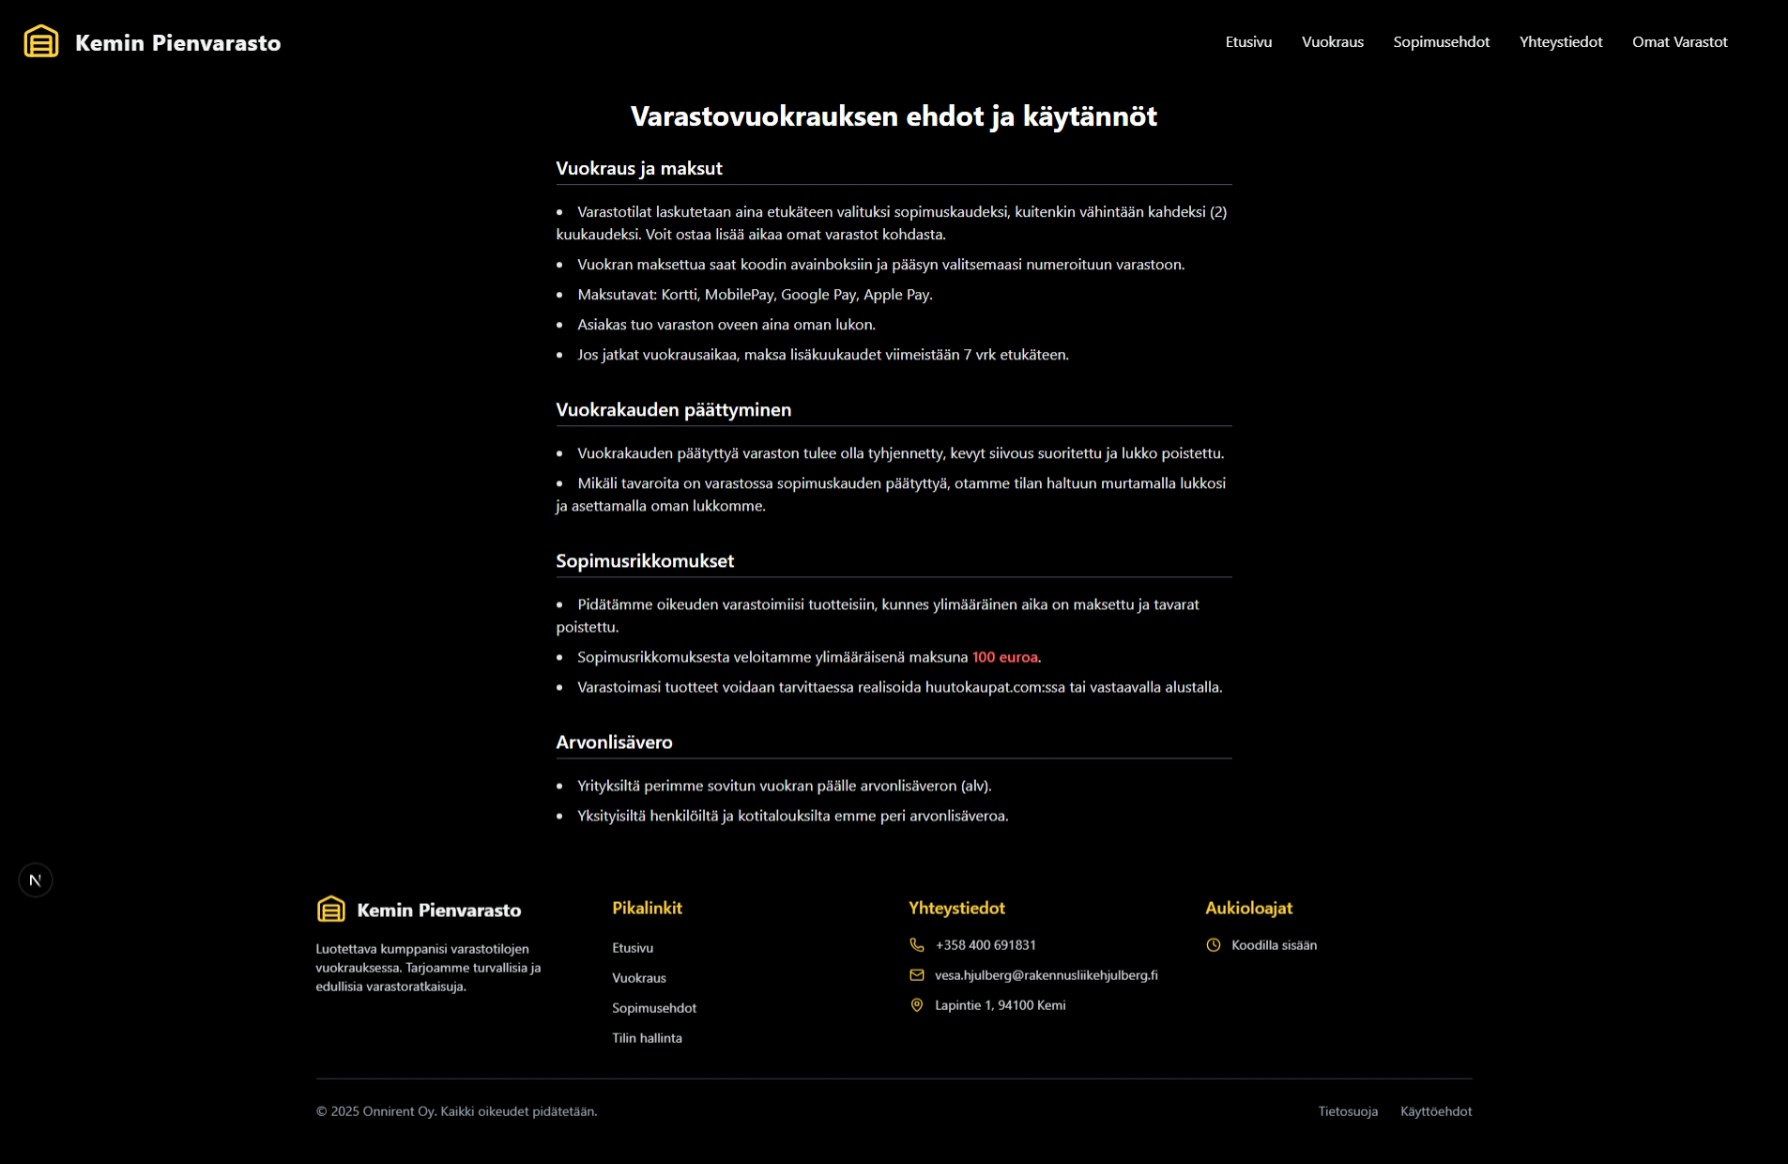 Kemin Pienvarasto
Etusivu
Vuokraus
Sopimusehdot
Yhteystiedot
Omat Varastot
Varastovuokrauksen ehdot ja käytännöt
Vuokraus ja maksut
• Varastotilat laskutetaan aina etukäteen valituksi sopimuskaudeksi, kuitenkin vähintään kahdeksi (2)
kuukaudeksi. Voit ostaa lisää aikaa omat varastot kohdasta.
• Vuokran maksettua saat koodin avainboksiin ja pääsyn valitsemaasi numeroituun varastoon.
• Maksutavat: Kortti, MobilePay, Google Pay, Apple Pay.
• Asiakas tuo varaston oveen aina oman lukon.
• Jos jatkat vuokrausaikaa, maksa lisäkuukaudet viimeistään 7 vrk etukäteen.
Vuokrakauden päättyminen
• Vuokrakauden päätyttyä varaston tulee olla tyhjennetty, kevyt siivous suoritettu ja lukko poistettu.
• Mikäli tavaroita on varastossa sopimuskauden päätyttyä, otamme tilan haltuun murtamalla lukkosi
ja asettamalla oman lukkomme.
Sopimusrikkomukset
• Pidätämme oikeuden varastoimiisi tuotteisiin, kunnes ylimääräinen aika on maksettu ja tavarat
poistettu.
• Sopimusrikkomuksesta veloitamme ylimääräisenä maksuna 100 euroa.
• Varastoimasi tuotteet voidaan tarvittaessa realisoida huutokaupat.com:ssa tai vastaavalla alustalla.
Arvonlisävero
• Yrityksiltä perimme sovitun vuokran päälle arvonlisäveron (alv).
• Yksityisiltä henkilöiltä ja kotitalouksilta emme peri arvonlisäveroa.
N
Kemin Pienvarasto
Luotettava kumppanisi varastotilojen
vuokrauksessa. Tarjoamme turvallisia ja
edullisia varastoratkaisuja.
Pikalinkit
Etusivu
Vuokraus
Sopimusehdot
Tilin hallinta
Yhteystiedot
+358 400 691831
vesa.hjulberg@rakennusliikehjulberg.fi
Lapintie 1, 94100 Kemi
Aukioloajat
Koodilla sisään
© 2025 Onnirent Oy. Kaikki oikeudet pidätetään.
Tietosuoja
Käyttöehdot